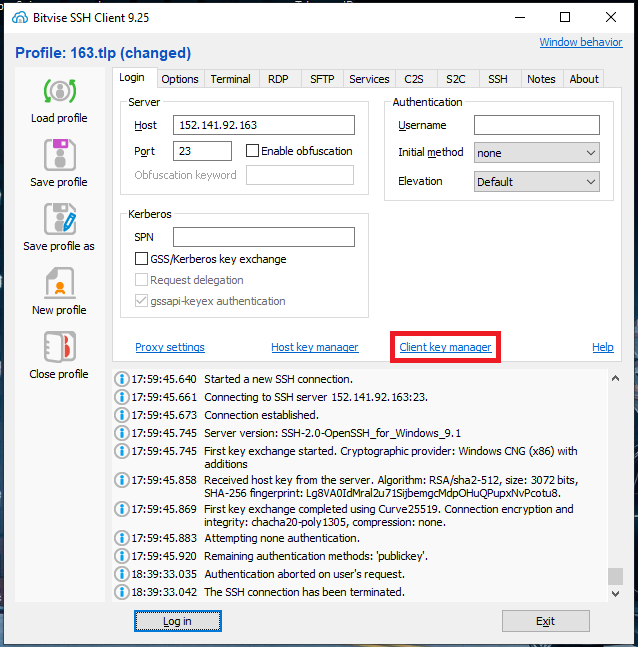 Bitvise SSH Client 9.25
Profile: 163.tlp (changed)
Window behavior
Load profile
Save profile
Save profile as
New profile
Close profile
Login Options Terminal RDP SFTP Services C2S S2C SSH Notes About
Server
Host 152.141.92.163
Port 23 Enable obfuscation
Obfuscation keyword
Authentication
Username
Initial method none
Elevation Default
Kerberos
SPN
GSS/Kerberos key exchange
Request delegation
gssapi-keyex authentication
Proxy settings Host key manager Client key manager Help
17:59:45.640 Started a new SSH connection.
17:59:45.661 Connecting to SSH server 152.141.92.163:23.
17:59:45.673 Connection established.
17:59:45.745 Server version: SSH-2.0-OpenSSH_for_Windows_9.1
17:59:45.745 First key exchange started. Cryptographic provider: Windows CNG (x86) with
additions
17:59:45.858 Received host key from the server. Algorithm: RSA/sha2-512, size: 3072 bits,
SHA-256 fingerprint: Lg8VA0IdMral2u71SijbemgcMdpOHuQPupxNvPcotu8.
17:59:45.869 First key exchange completed using Curve25519. Connection encryption and
integrity: chacha20-poly1305, compression: none.
17:59:45.883 Attempting none authentication.
17:59:45.920 Remaining authentication methods: 'publickey'.
18:39:33.035 Authentication aborted on user's request.
18:39:33.042 The SSH connection has been terminated.
Log in Exit